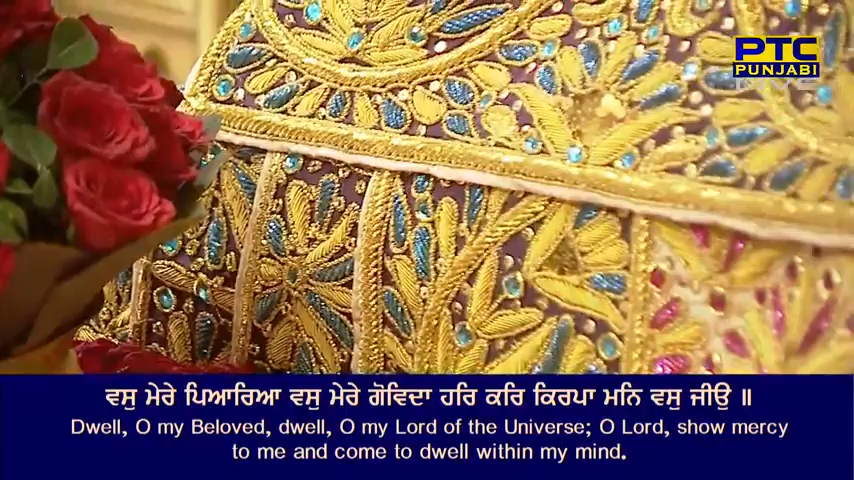 PTC
PUNJABI
ਵਸੁ ਮੇਰੇ ਪਿਆਰਿਆ ਵਸੁ ਮੇਰੇ ਗੋਵਿਦਾ ਹਰਿ ਕਰਿ ਕਿਰਪਾ ਮਨਿ ਵਸੁ ਜੀਉ ॥
Dwell, O my Beloved, dwell, O my Lord of the Universe; O Lord, show mercy
to me and come to dwell within my mind.